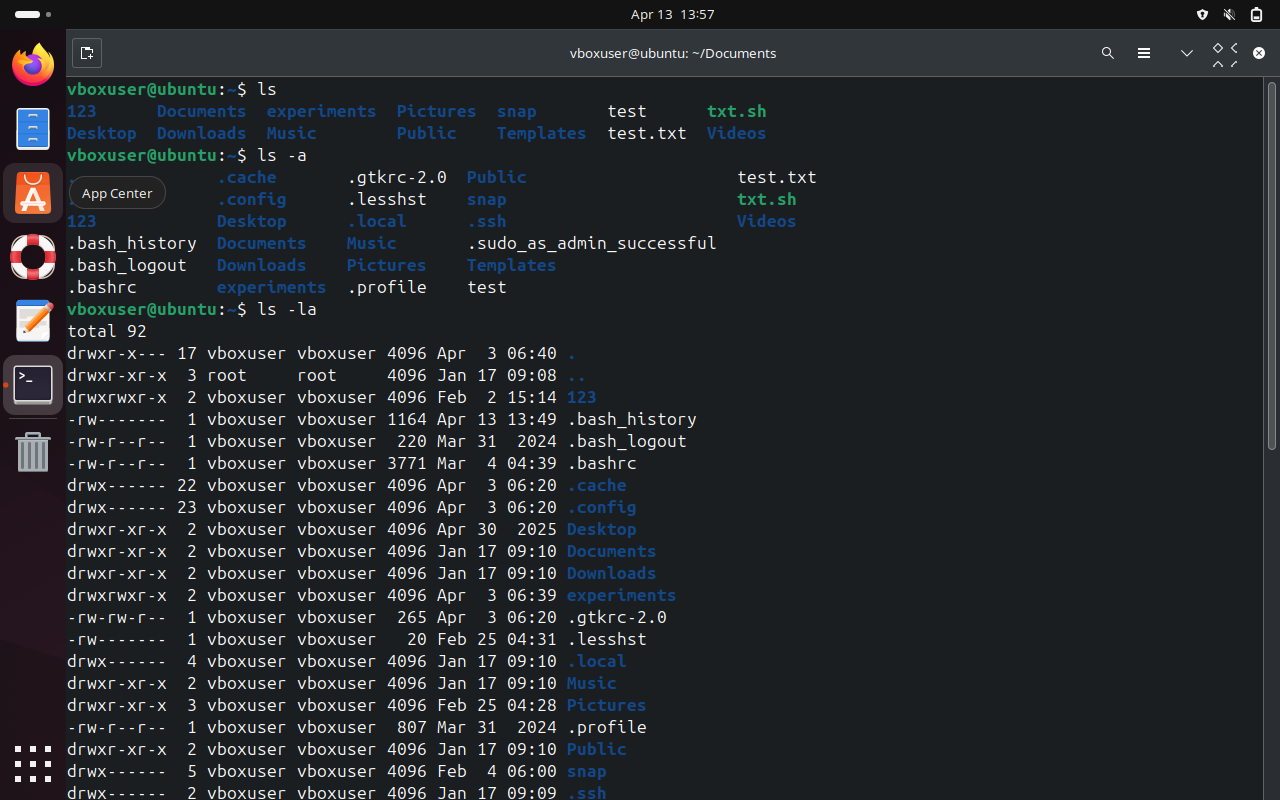 Apr 13 13:57
vboxuser@ubuntu: ~/Documents
vboxuser@ubuntu:~$ ls
123 Documents experiments Pictures snap test txt.sh
Desktop Downloads Music Public Templates test.txt Videos
vboxuser@ubuntu:~$ ls -a
.cache .gtkrc-2.0 Public test.txt
App Center
.config .lesshst snap txt.sh
123 Desktop .local .ssh Videos
.bash_history Documents Music .sudo_as_admin_successful
.bash_logout Downloads Pictures Templates
.bashrc experiments .profile test
vboxuser@ubuntu:~$ ls -la
total 92
drwxr-x--- 17 vboxuser vboxuser 4096 Apr  3 06:40 .
drwxr-xr-x  3 root     root     4096 Jan 17 09:08 ..
drwxrwxr-x  2 vboxuser vboxuser 4096 Feb  2 15:14 123
-rw-------  1 vboxuser vboxuser 1164 Apr 13 13:49 .bash_history
-rw-r--r--  1 vboxuser vboxuser  220 Mar 31  2024 .bash_logout
-rw-r--r--  1 vboxuser vboxuser 3771 Mar  4 04:39 .bashrc
drwx------ 22 vboxuser vboxuser 4096 Apr  3 06:20 .cache
drwx------ 23 vboxuser vboxuser 4096 Apr  3 06:20 .config
drwxr-xr-x  2 vboxuser vboxuser 4096 Apr 30  2025 Desktop
drwxr-xr-x  2 vboxuser vboxuser 4096 Jan 17 09:10 Documents
drwxr-xr-x  2 vboxuser vboxuser 4096 Jan 17 09:10 Downloads
drwxrwxr-x  2 vboxuser vboxuser 4096 Apr  3 06:39 experiments
-rw-rw-r--  1 vboxuser vboxuser  265 Apr  3 06:20 .gtkrc-2.0
-rw-------  1 vboxuser vboxuser   20 Feb 25 04:31 .lesshst
drwx------  4 vboxuser vboxuser 4096 Jan 17 09:10 .local
drwxr-xr-x  2 vboxuser vboxuser 4096 Jan 17 09:10 Music
drwxr-xr-x  3 vboxuser vboxuser 4096 Feb 25 04:28 Pictures
-rw-r--r--  1 vboxuser vboxuser  807 Mar 31  2024 .profile
drwxr-xr-x  2 vboxuser vboxuser 4096 Jan 17 09:10 Public
drwx------  5 vboxuser vboxuser 4096 Feb  4 06:00 snap
drwx------  2 vboxuser vboxuser 4096 Jan 17 09:09 .ssh